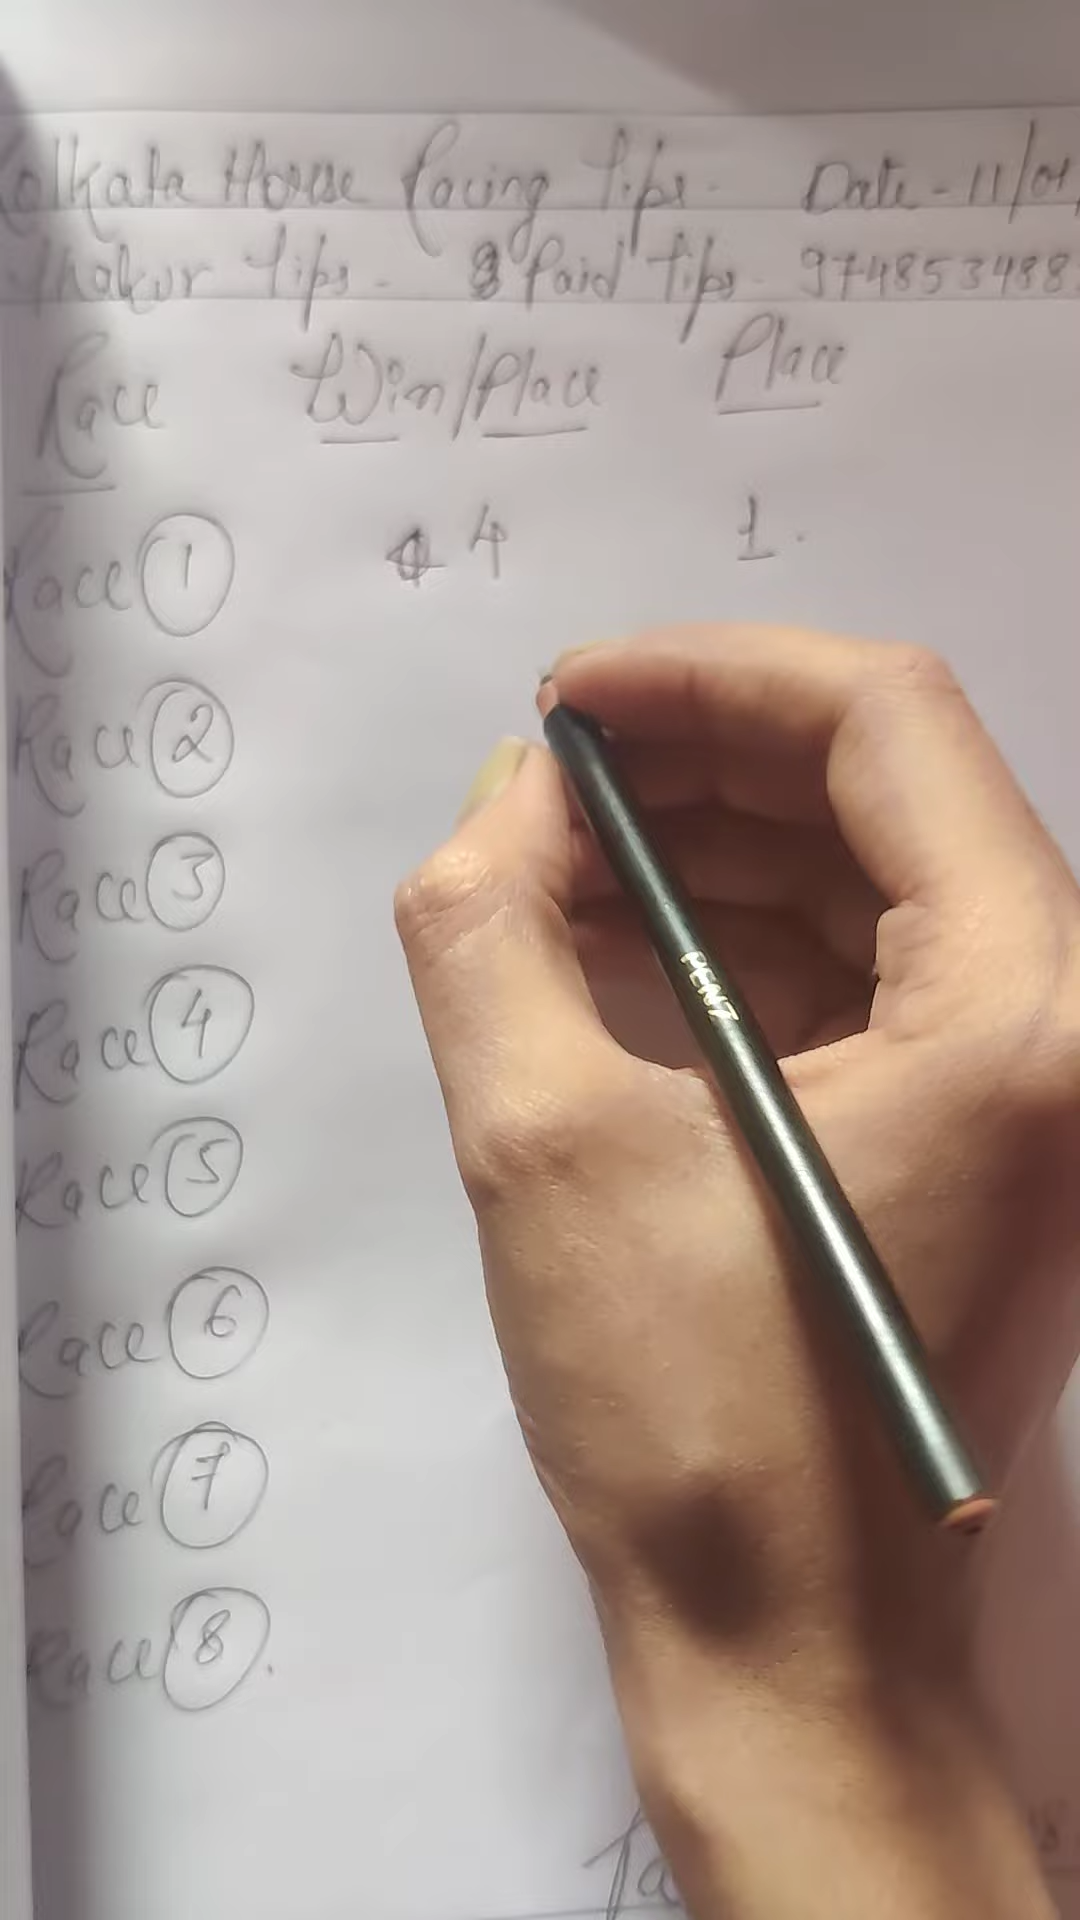 Kolkata Horse Racing Tips - Date - 11/01
Thakur Tips - Paid Tips - 974853488
Race Win/Place Place
Race 1 4 1.
Race 2
Race 3
Race 4
Race 5
Race 6
Race 7
Race 8.
PENZ